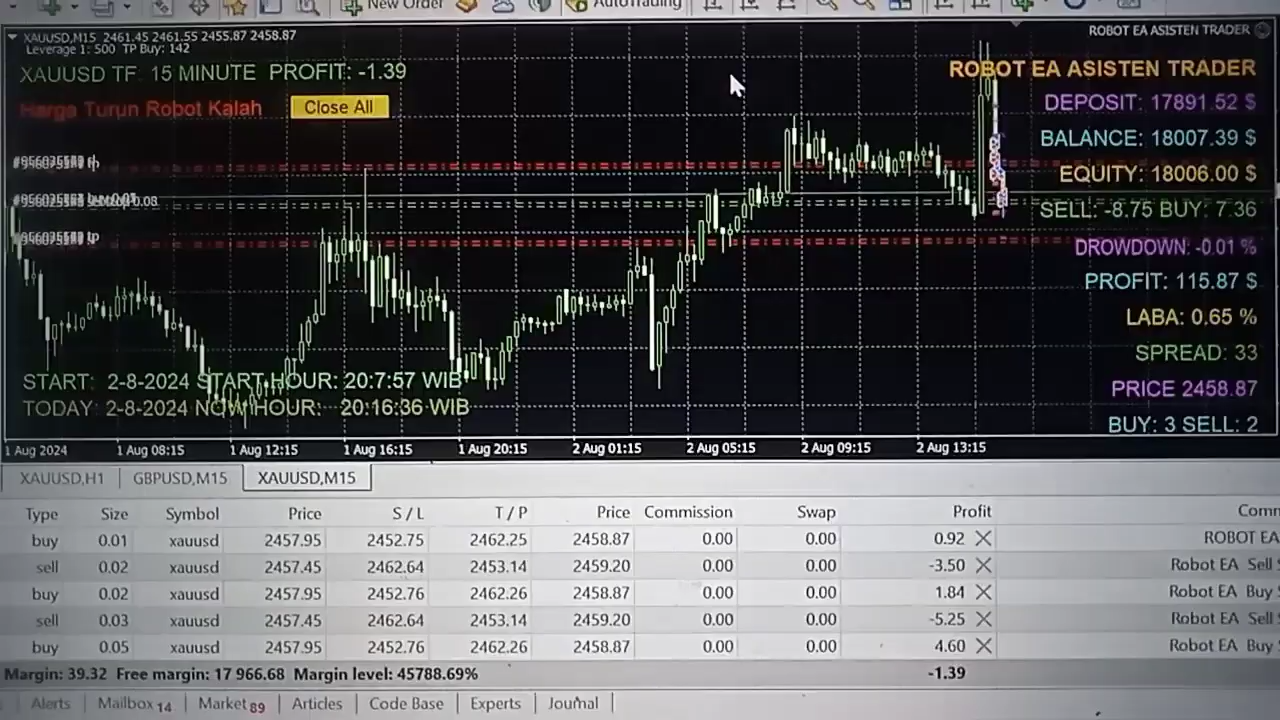 New Order
AutoTrading
XAUUSD,M15 2461.45 2461.55 2455.87 2458.87
ROBOT EA ASISTEN TRADER
Leverage 1: 500 TP Buy: 142
XAUUSD TF: 15 MINUTE PROFIT: -1.39
ROBOT EA ASISTEN TRADER
Harga Turun Robot Kalah
Close All
DEPOSIT: 17891.52 $
BALANCE: 18007.39 $
EQUITY: 18006.00 $
SELL: -8.75 BUY: 7.36
DROWDOWN: -0.01 %
PROFIT: 115.87 $
LABA: 0.65 %
SPREAD: 33
PRICE 2458.87
BUY: 3 SELL: 2
START: 2-8-2024 START HOUR: 20:7:57 WIB
TODAY: 2-8-2024 NOW HOUR: 20:16:36 WIB
1 Aug 2024 1 Aug 08:15 1 Aug 12:15 1 Aug 16:15 1 Aug 20:15 2 Aug 01:15 2 Aug 05:15 2 Aug 09:15 2 Aug 13:15
XAUUSD,H1 GBPUSD,M15 XAUUSD,M15
Type Size Symbol Price S / L T / P Price Commission Swap Profit
buy 0.01 xauusd 2457.95 2452.75 2462.25 2458.87 0.00 0.00 0.92 ROBOT EA
sell 0.02 xauusd 2457.45 2462.64 2453.14 2459.20 0.00 0.00 -3.50 Robot EA Sell
buy 0.02 xauusd 2457.95 2452.76 2462.26 2458.87 0.00 0.00 1.84 Robot EA Buy
sell 0.03 xauusd 2457.45 2462.64 2453.14 2459.20 0.00 0.00 -5.25 Robot EA Sell
buy 0.05 xauusd 2457.95 2452.76 2462.26 2458.87 0.00 0.00 4.60 Robot EA Buy
Margin: 39.32 Free margin: 17 966.68 Margin level: 45788.69% -1.39
Alerts Mailbox 14 Market 89 Articles Code Base Experts Journal